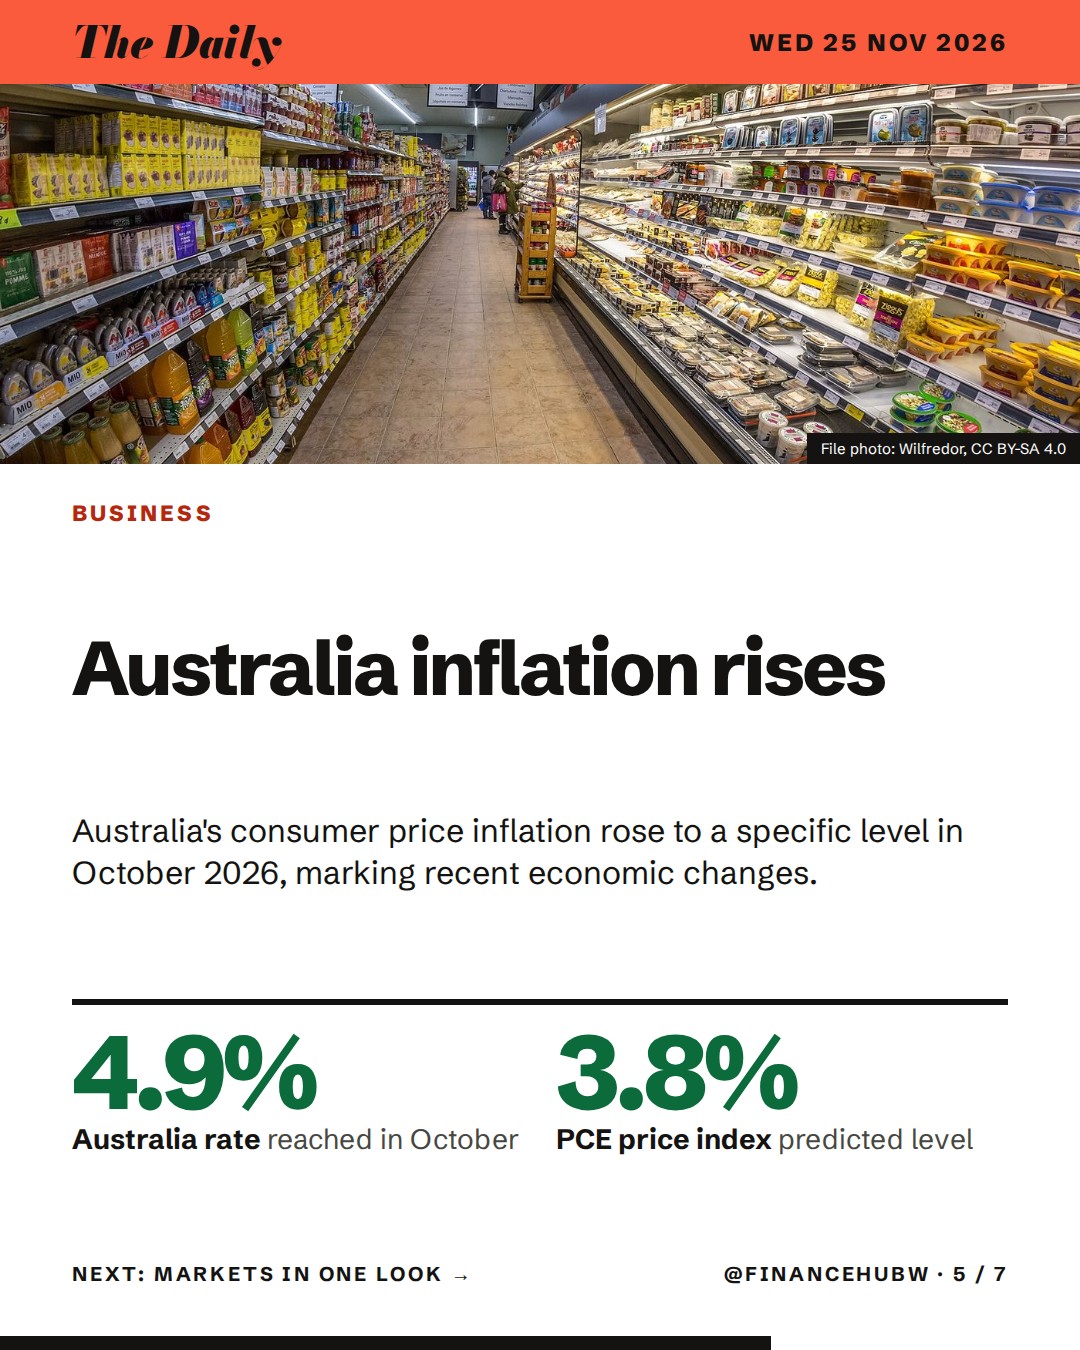 The Daily
WED 25 NOV 2026
File photo: Wilfredor, CC BY-SA 4.0
BUSINESS
Australia inflation rises
Australia's consumer price inflation rose to a specific level in
October 2026, marking recent economic changes.
4.9%
Australia rate reached in October
3.8%
PCE price index predicted level
NEXT: MARKETS IN ONE LOOK →
@FINANCEHUBW · 5 / 7